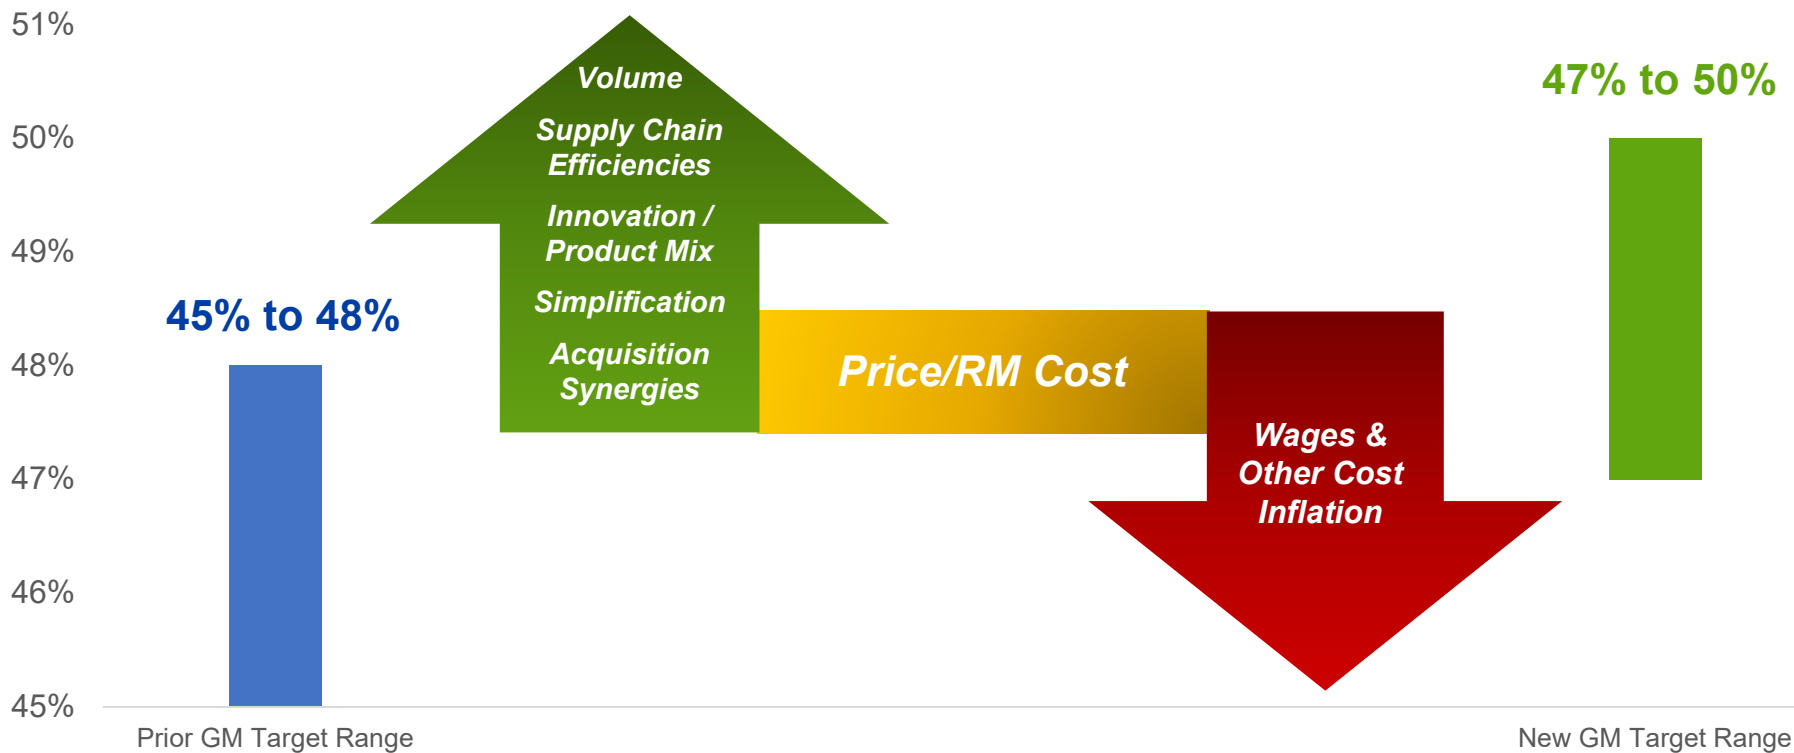 51%
50%
49%
48%
47%
46%
45%
45% to 48%
Volume
Supply Chain
Efficiencies
Innovation /
Product Mix
Simplification
Acquisition
Synergies
Price/RM Cost
Wages &
Other Cost
Inflation
47% to 50%
Prior GM Target Range
New GM Target Range